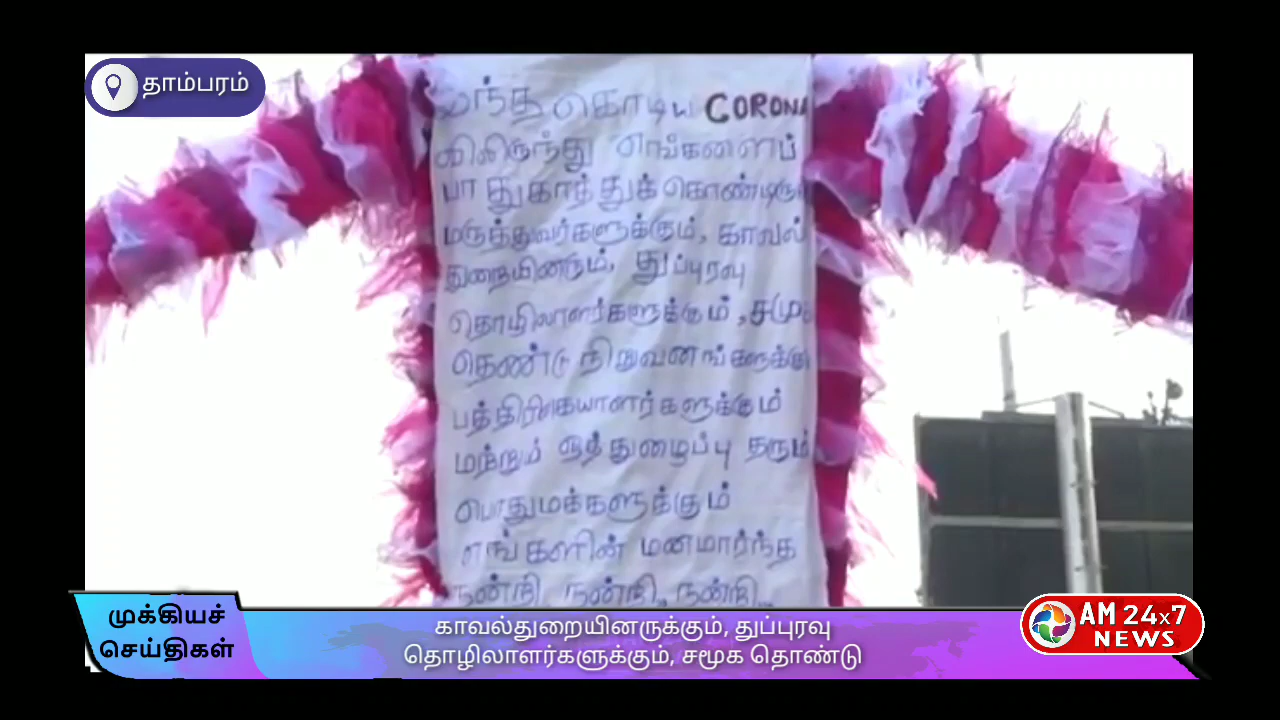 தாம்பரம்
இந்த கொடிய CORONA
விலிருந்து எங்களைப்
பாதுகாத்துக் கொண்டிருக
மருத்துவர்களுக்கும், காவல்
துறையினரும், துப்புரவு
தொழிலாளர்களுக்கும், சமூக
தெண்டு நிறுவனங்களுக்கு
பத்திரிகையாளர்களுக்கும்
மற்றும் ஒத்துழைப்பு தரும்
பொதுமக்களுக்கும்
எங்களின் மனமார்ந்த
நன்றி, நன்றி, நன்றி...
முக்கியச்
செய்திகள்
காவல்துறையினருக்கும், துப்புரவு
தொழிலாளர்களுக்கும், சமூக தொண்டு
AM 24x7
NEWS